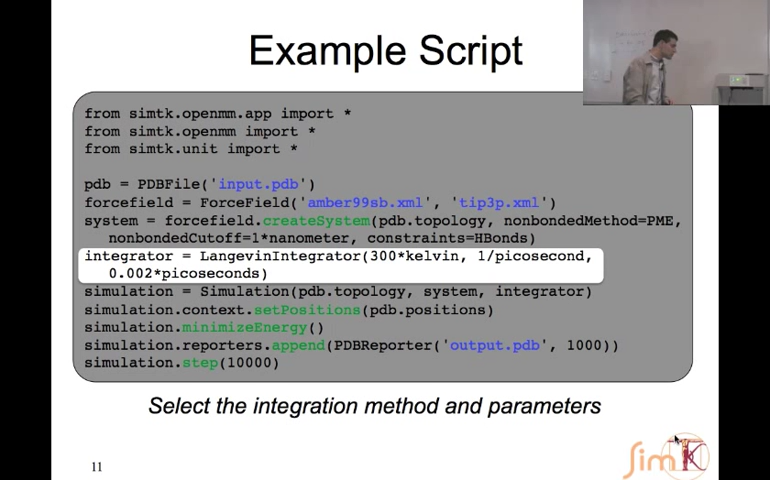 Example Script
from simtk.openmm.app import *
from simtk.openmm import *
from simtk.unit import *
pdb = PDBFile('input.pdb')
forcefield = ForceField('amber99sb.xml', 'tip3p.xml')
system = forcefield.createSystem(pdb.topology, nonbondedMethod=PME,
nonbondedCutoff=1*nanometer, constraints=HBonds)
integrator = LangevinIntegrator(300*kelvin, 1/picosecond,
0.002*picoseconds)
simulation = Simulation(pdb.topology, system, integrator)
simulation.context.setPositions(pdb.positions)
simulation.minimizeEnergy()
simulation.reporters.append(PDBReporter('output.pdb', 1000))
simulation.step(10000)
Select the integration method and parameters
11
SimTK